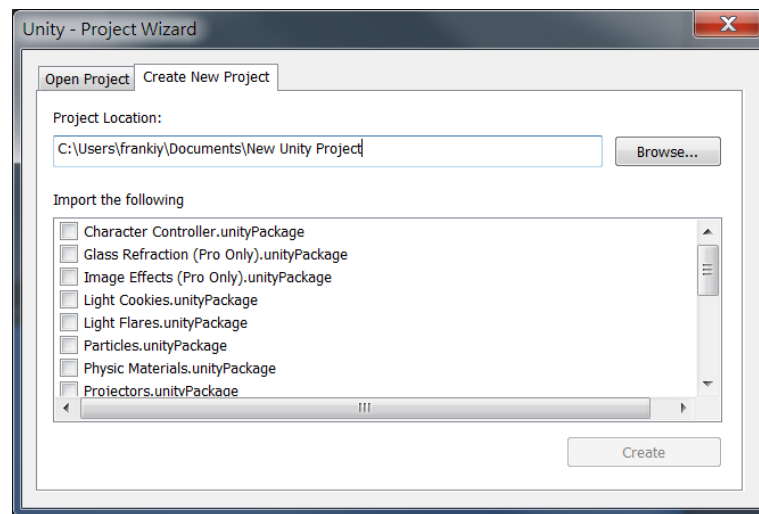 Unity - Project Wizard
Open Project Create New Project
Project Location:
C:\Users\frankiy\Documents\New Unity Project
Browse...
Import the following
Character Controller.unityPackage
Glass Refraction (Pro Only).unityPackage
Image Effects (Pro Only).unityPackage
Light Cookies.unityPackage
Light Flares.unityPackage
Particles.unityPackage
Physic Materials.unityPackage
Projectors.unityPackage
Create